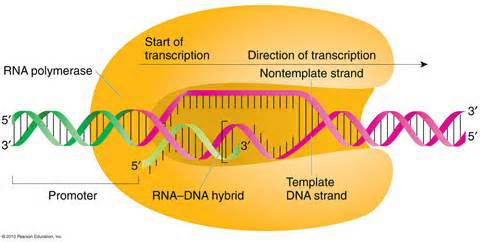 Start of
transcription
Direction of transcription
Nontemplate strand
RNA polymerase
5′
3′
3′
5′
5′
3′
Promoter
RNA–DNA hybrid
Template
DNA strand
© 2012 Pearson Education, Inc.